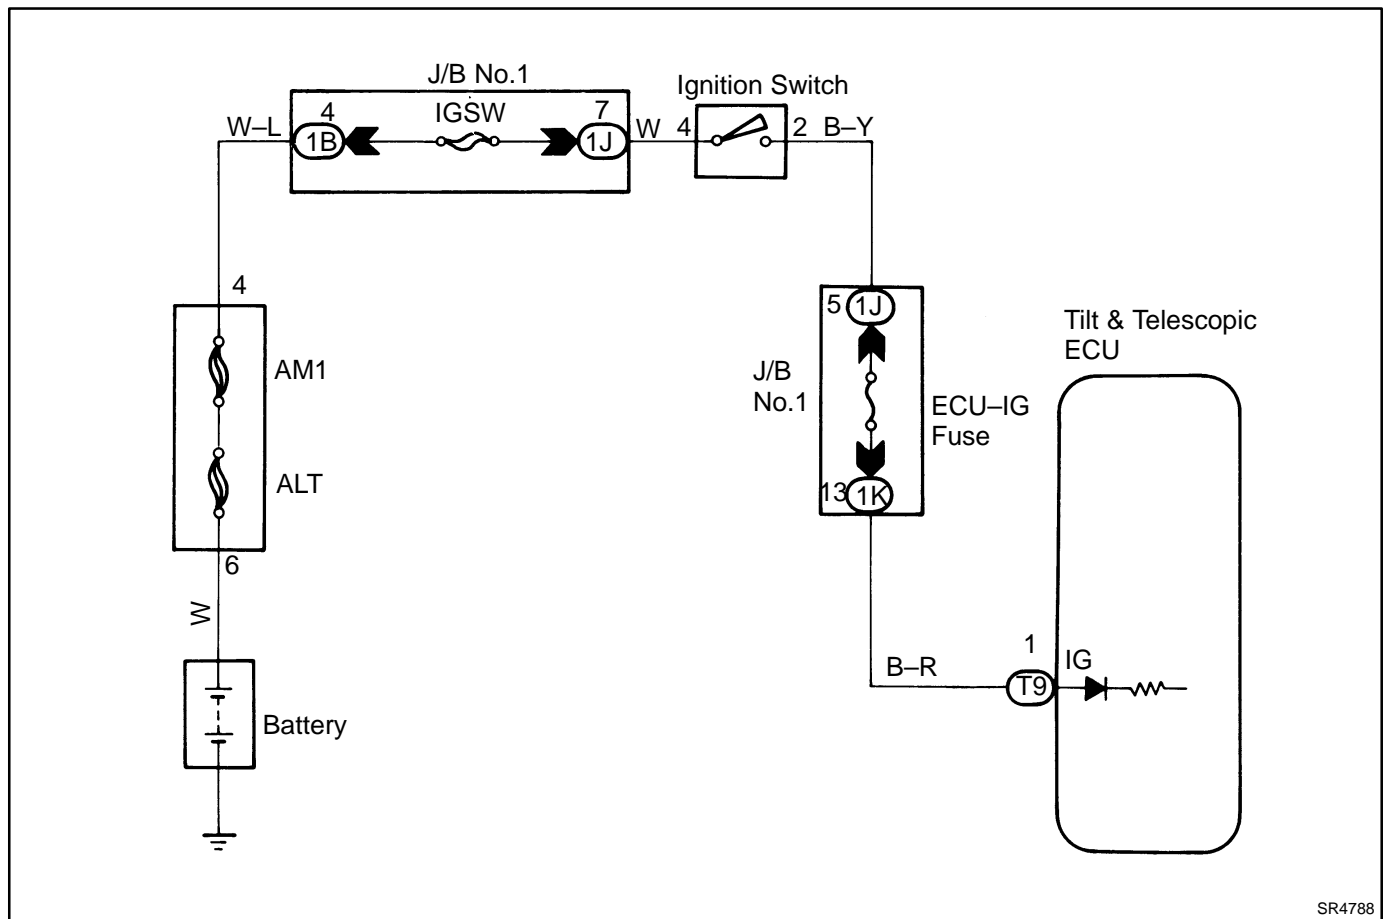 J/B No.1
Ignition Switch
4
IGSW
7
W–L
1B
1J
W
4
2
B–Y
4
AM1
ALT
6
W
Battery
5
1J
J/B
No.1
ECU–IG
Fuse
13
1K
Tilt & Telescopic
ECU
B–R
1
T9
IG
SR4788